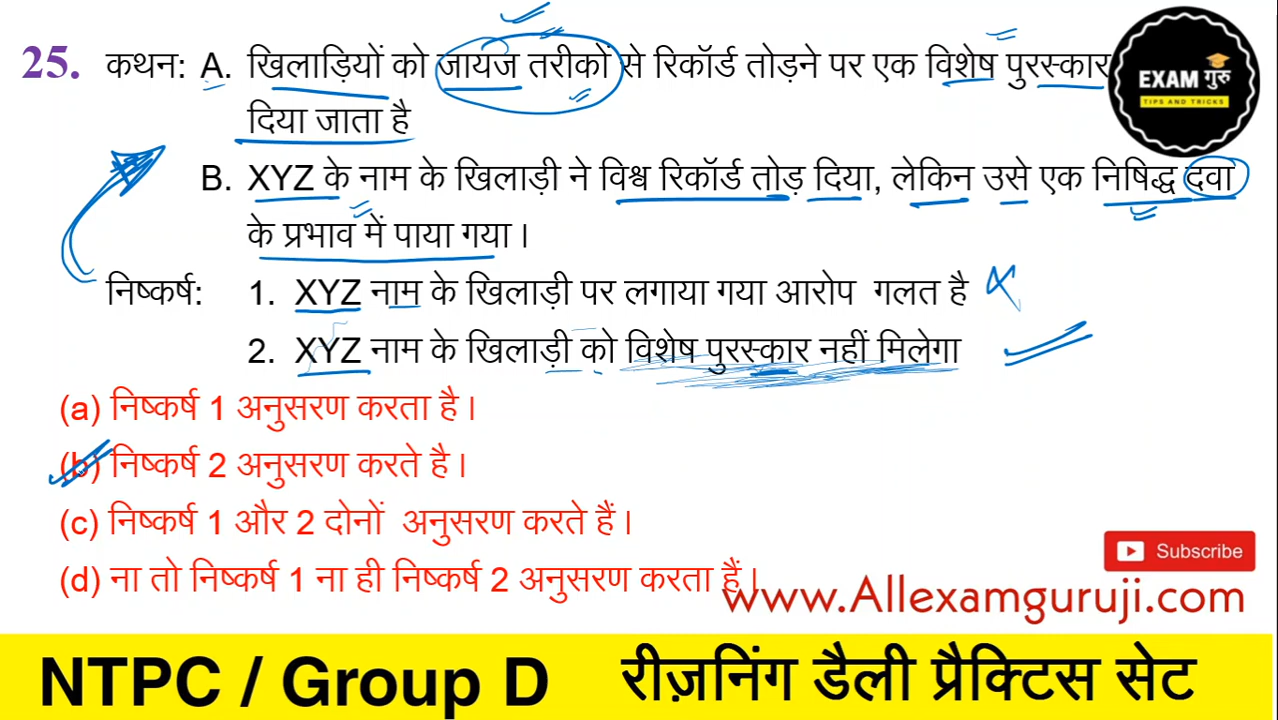 25. कथन: A. खिलाड़ियों को जायज तरीकों से रिकॉर्ड तोड़ने पर एक विशेष पुरस्कार
दिया जाता है
B. XYZ के नाम के खिलाड़ी ने विश्व रिकॉर्ड तोड़ दिया, लेकिन उसे एक निषिद्ध दवा
के प्रभाव में पाया गया।
निष्कर्ष: 1. XYZ नाम के खिलाड़ी पर लगाया गया आरोप गलत है
2. XYZ नाम के खिलाड़ी को विशेष पुरस्कार नहीं मिलेगा
(a) निष्कर्ष 1 अनुसरण करता है।
(b) निष्कर्ष 2 अनुसरण करते है।
(c) निष्कर्ष 1 और 2 दोनों अनुसरण करते हैं।
(d) ना तो निष्कर्ष 1 ना ही निष्कर्ष 2 अनुसरण करता हैं।
EXAM गुरु
TIPS AND TRICKS
Subscribe
www.Allexamguruji.com
NTPC / Group D रीज़निंग डैली प्रैक्टिस सेट